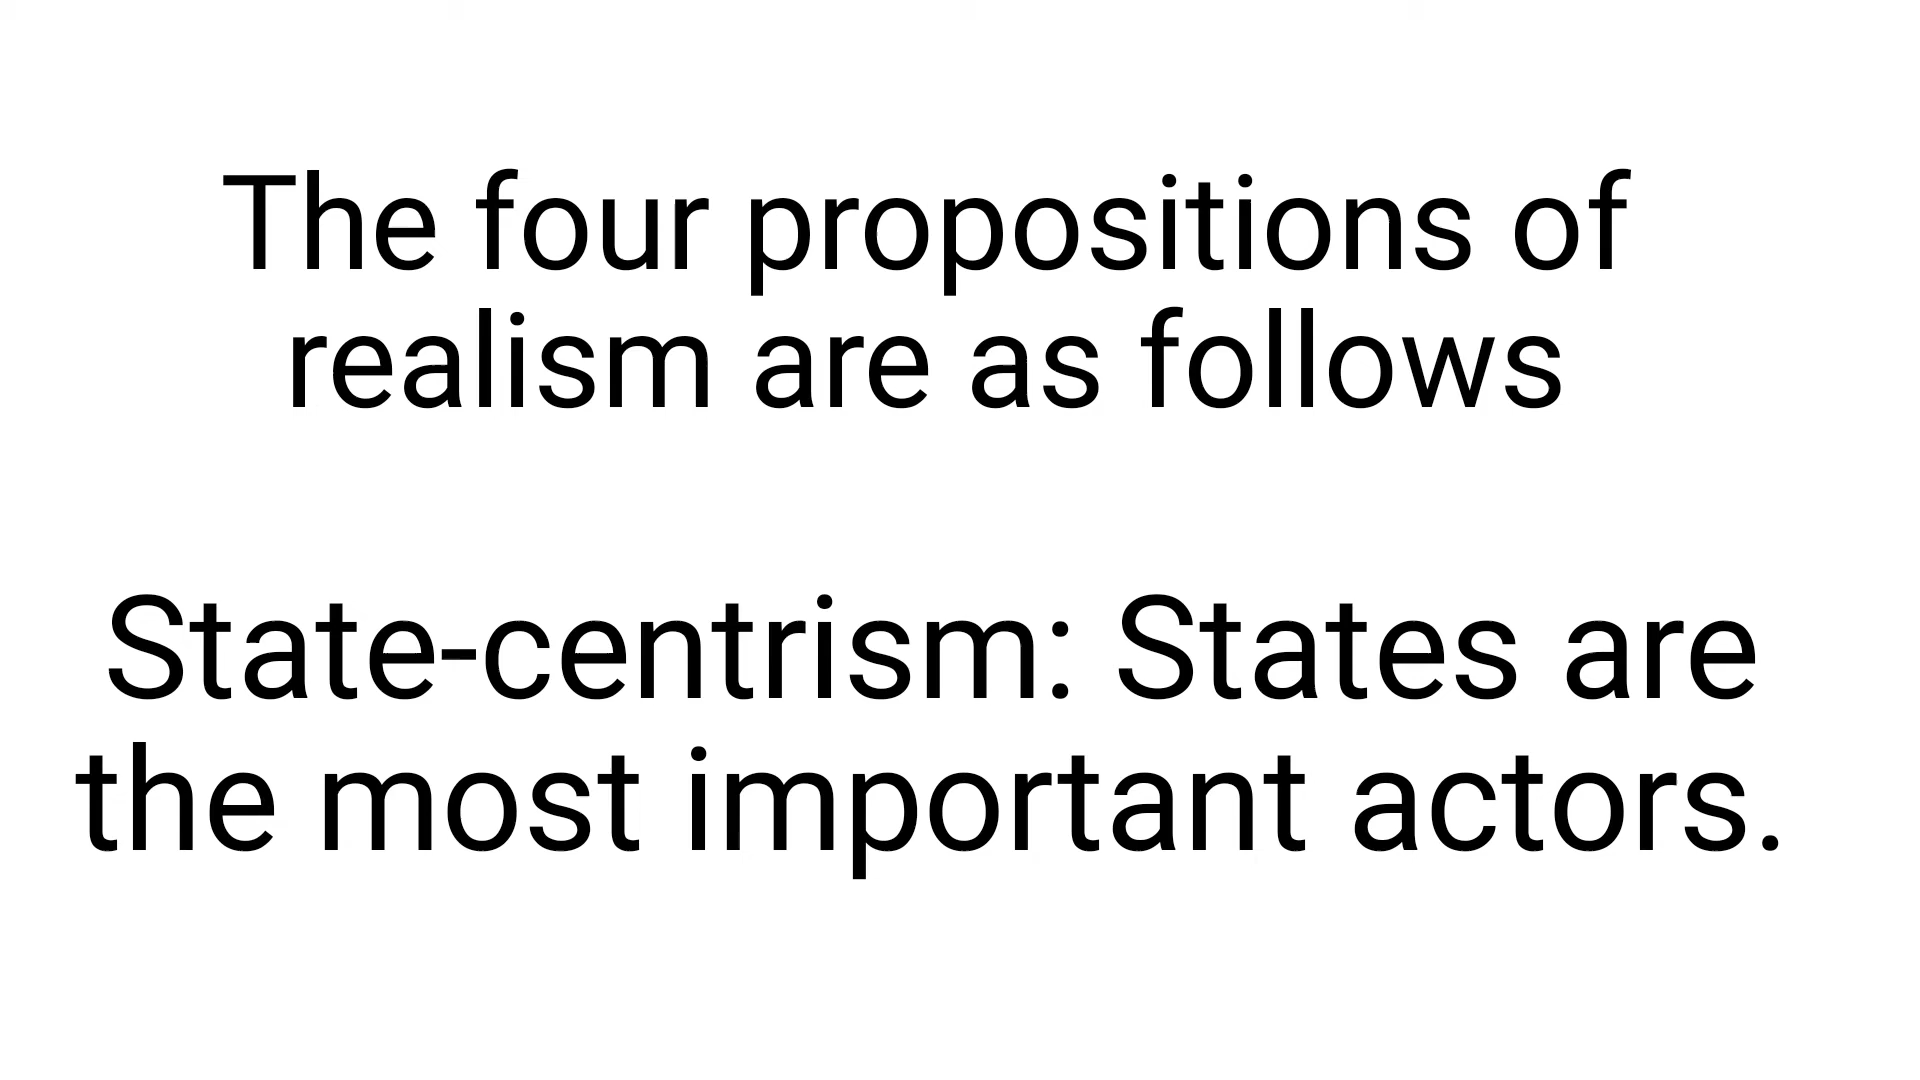 The four propositions of
realism are as follows
State-centrism: States are
the most important actors.